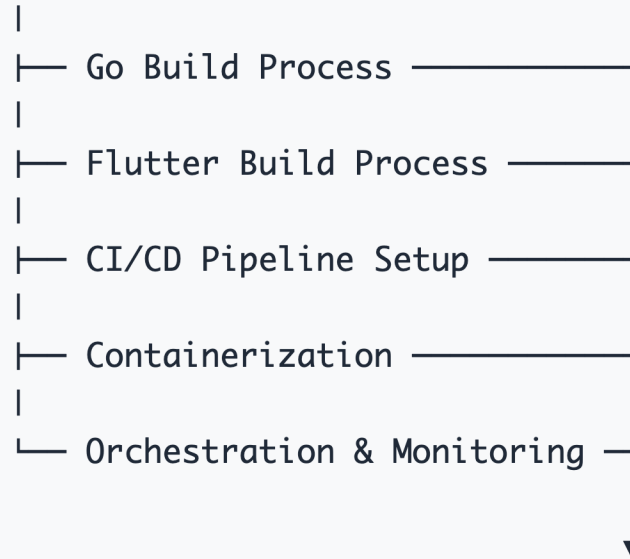 Go Build Process
Flutter Build Process
CI/CD Pipeline Setup
Containerization
Orchestration & Monitoring